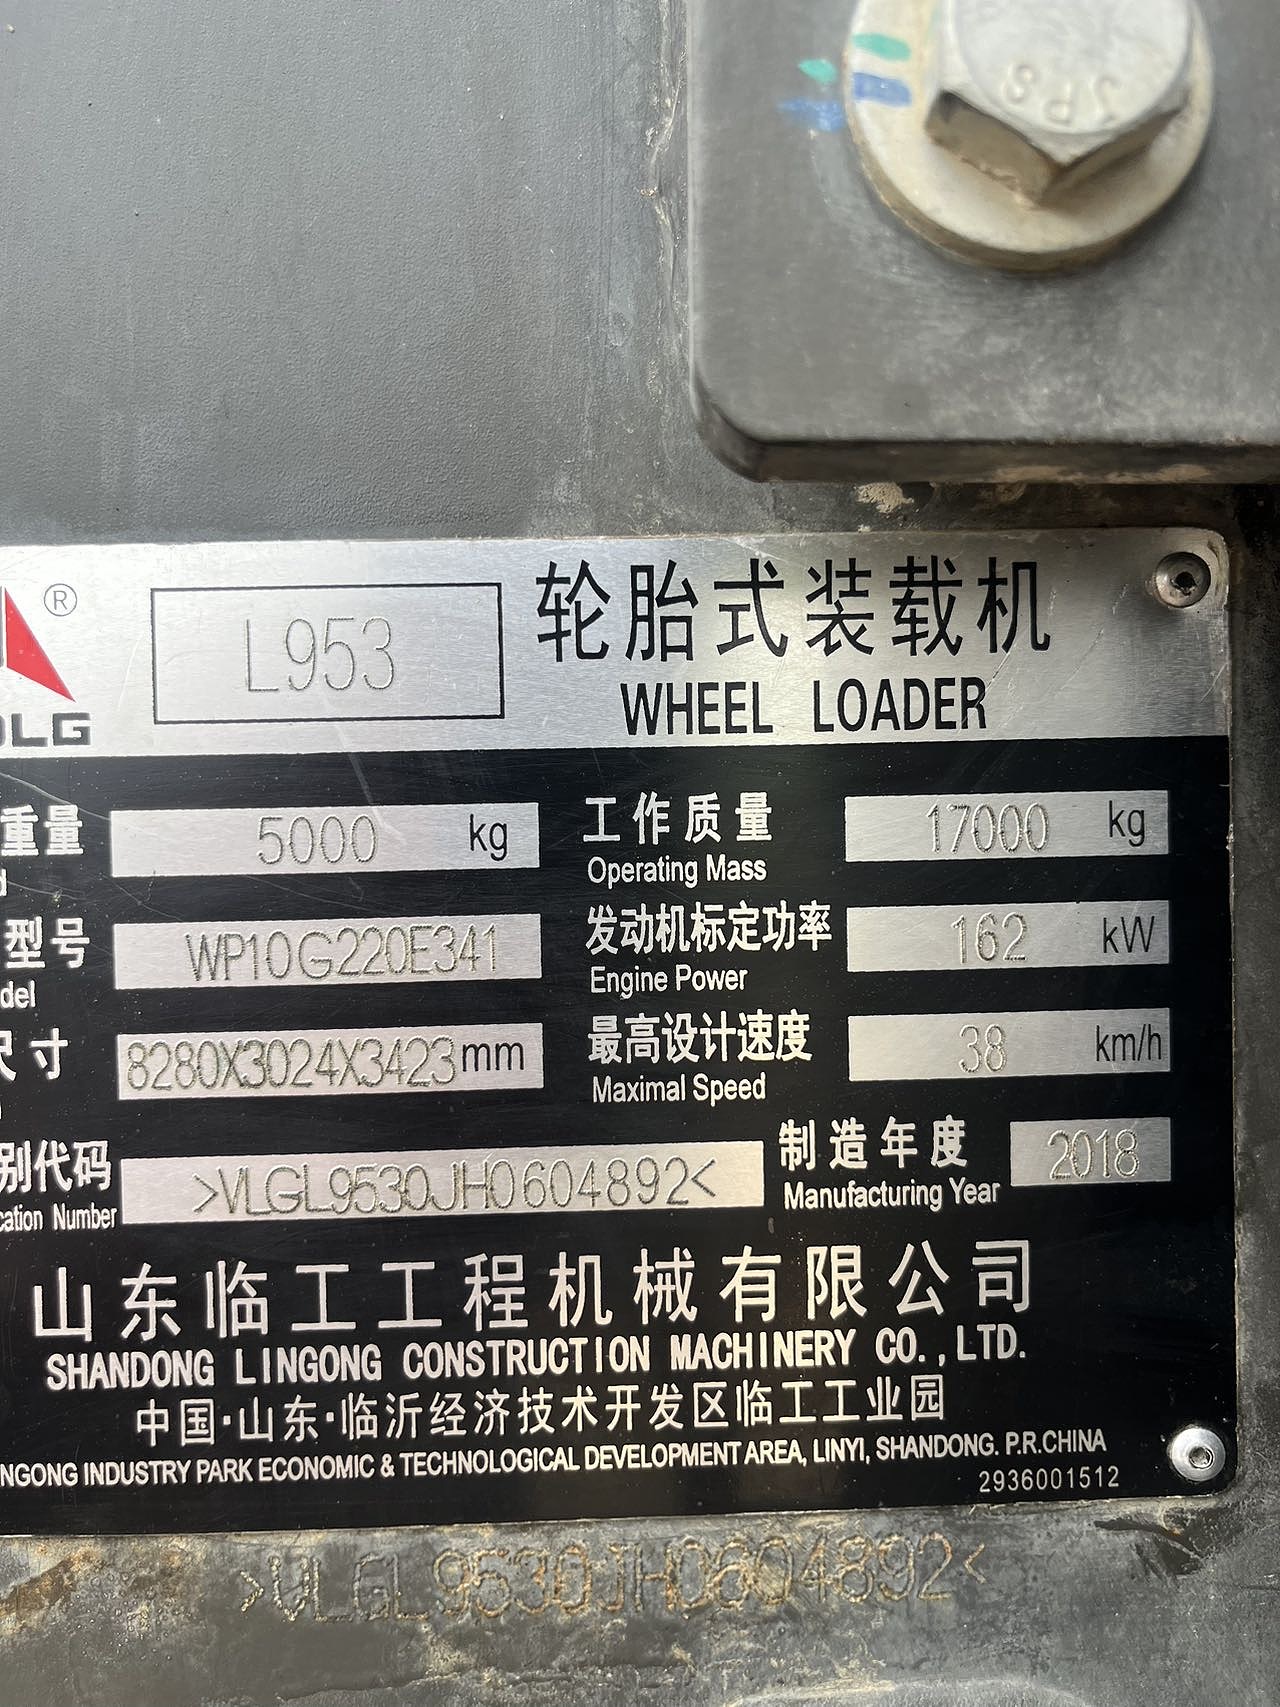 JPS
®
DLG
L953
轮胎式装载机
WHEEL LOADER
重量 5000 kg 工作质量 17000 kg
d Operating Mass
型号 WP10G220E341 发动机标定功率 162 kW
del Engine Power
尺寸 8280X3024X3423mm 最高设计速度 38 km/h
Maximal Speed
别代码 >VLGL9530JH0604892< 制造年度 2018
cation Number Manufacturing Year
山东临工工程机械有限公司
SHANDONG LINGONG CONSTRUCTION MACHINERY CO.,LTD.
中国·山东·临沂经济技术开发区临工工业园
NGONG INDUSTRY PARK ECONOMIC & TECHNOLOGICAL DEVELOPMENT AREA, LINYI, SHANDONG. P.R.CHINA
2936001512
>VLGL9530JH0604892<